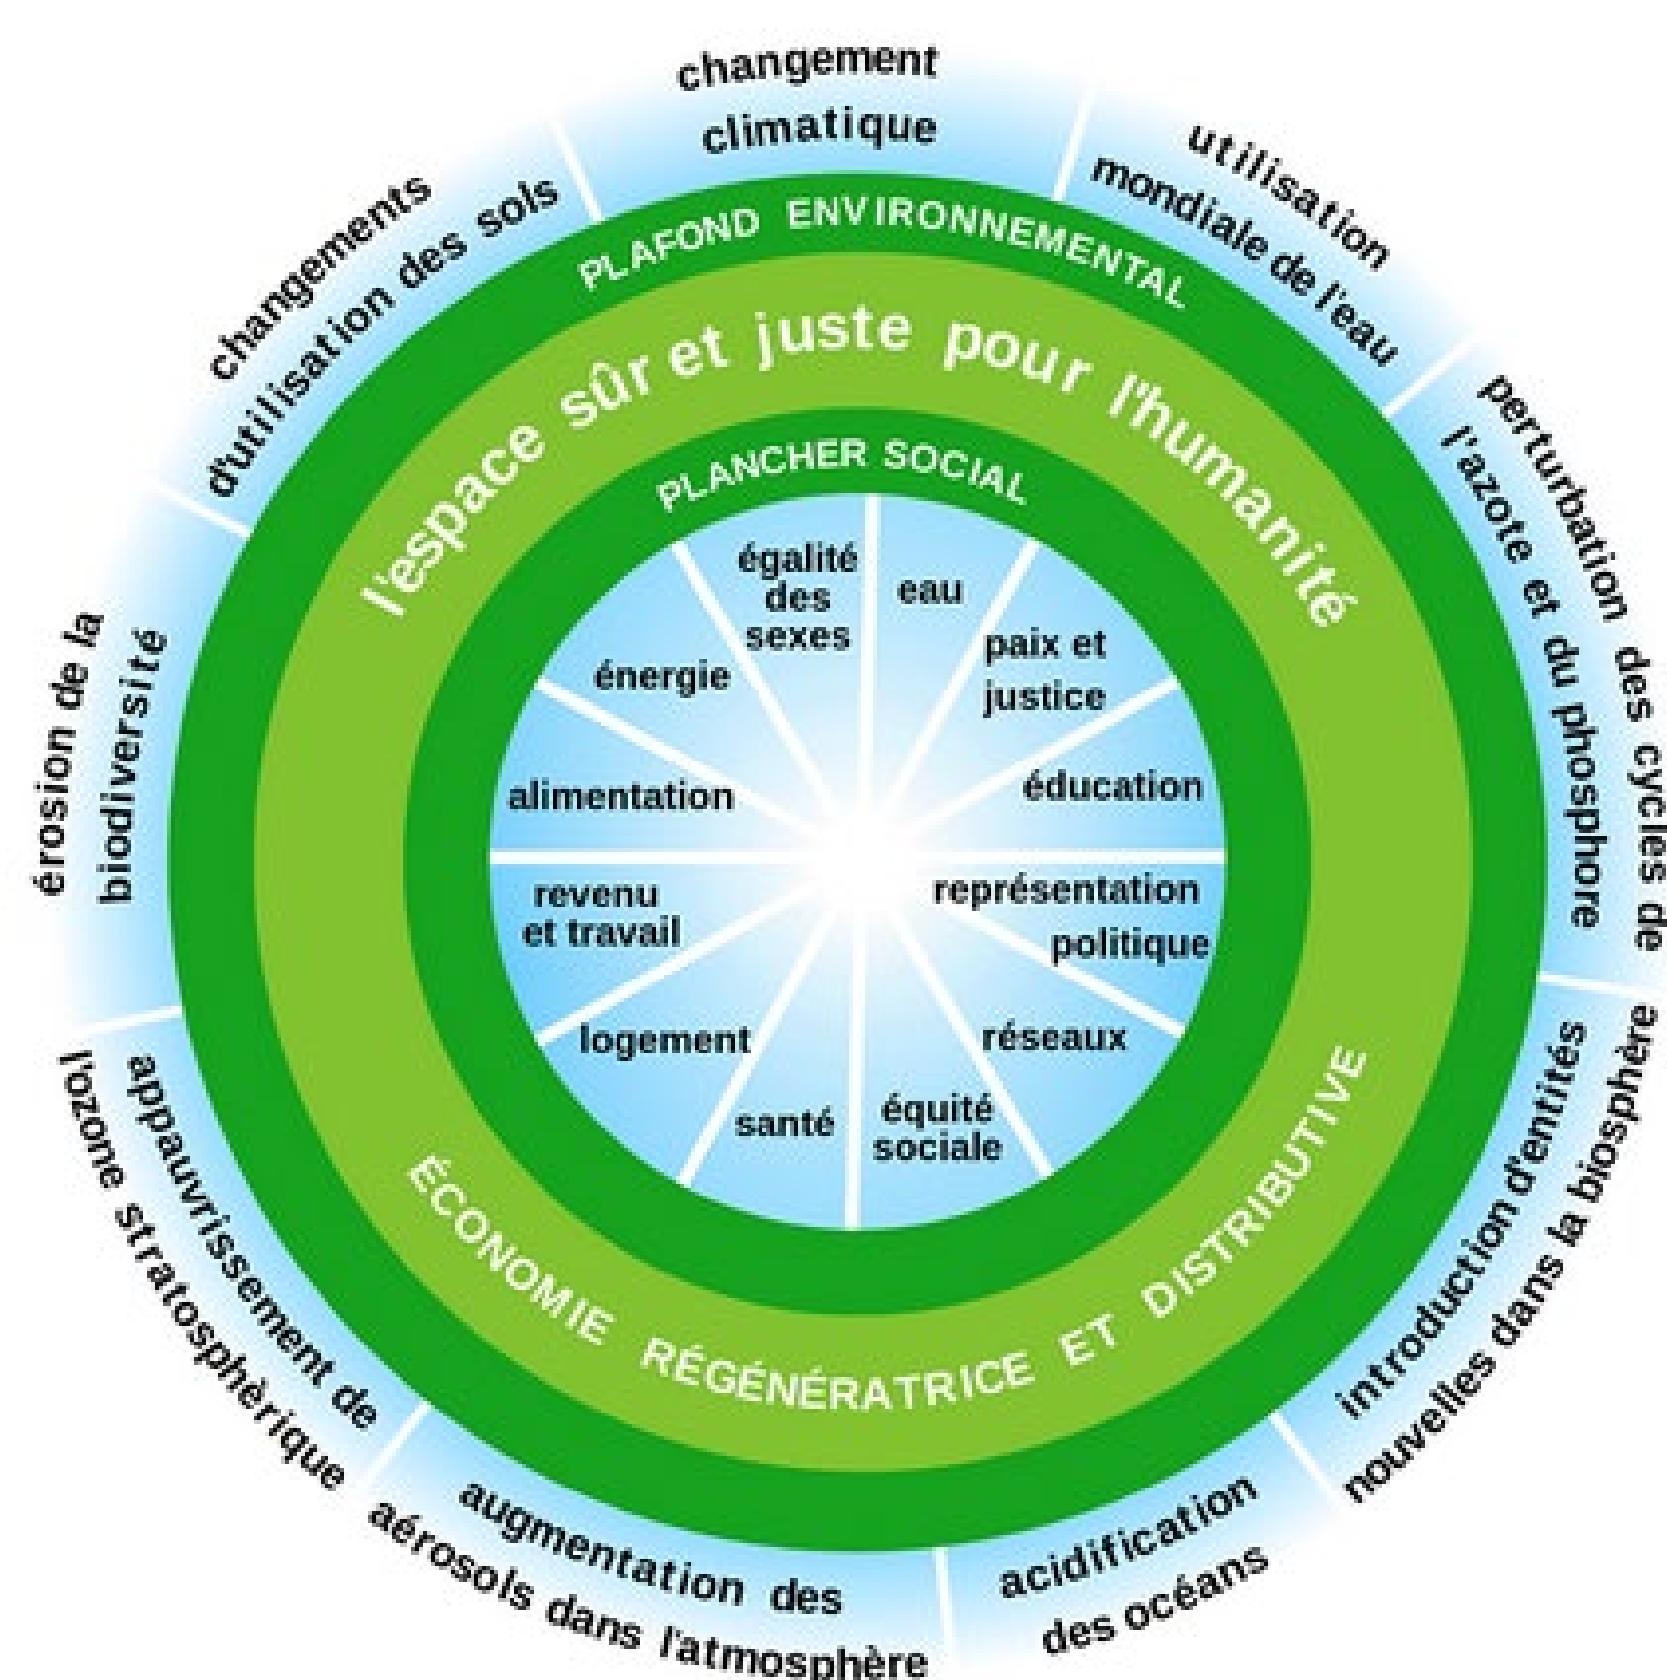 changement
climatique
utilisation
mondiale de l'eau
perturbation des cycles de
l'azote et du phosphore
introduction d'entités
nouvelles dans la biosphère
acidification
des océans
augmentation des
aérosols dans l'atmosphère
appauvrissement de
l'ozone stratosphérique
érosion de la
biodiversité
changements
d'utilisation des sols
PLAFOND ENVIRONNEMENTAL
l'espace sûr et juste pour l'humanité
PLANCHER SOCIAL
eau
paix et
justice
éducation
représentation
politique
réseaux
équité
sociale
santé
logement
revenu
et travail
alimentation
énergie
égalité
des
sexes
ÉCONOMIE RÉGÉNÉRATRICE ET DISTRIBUTIVE